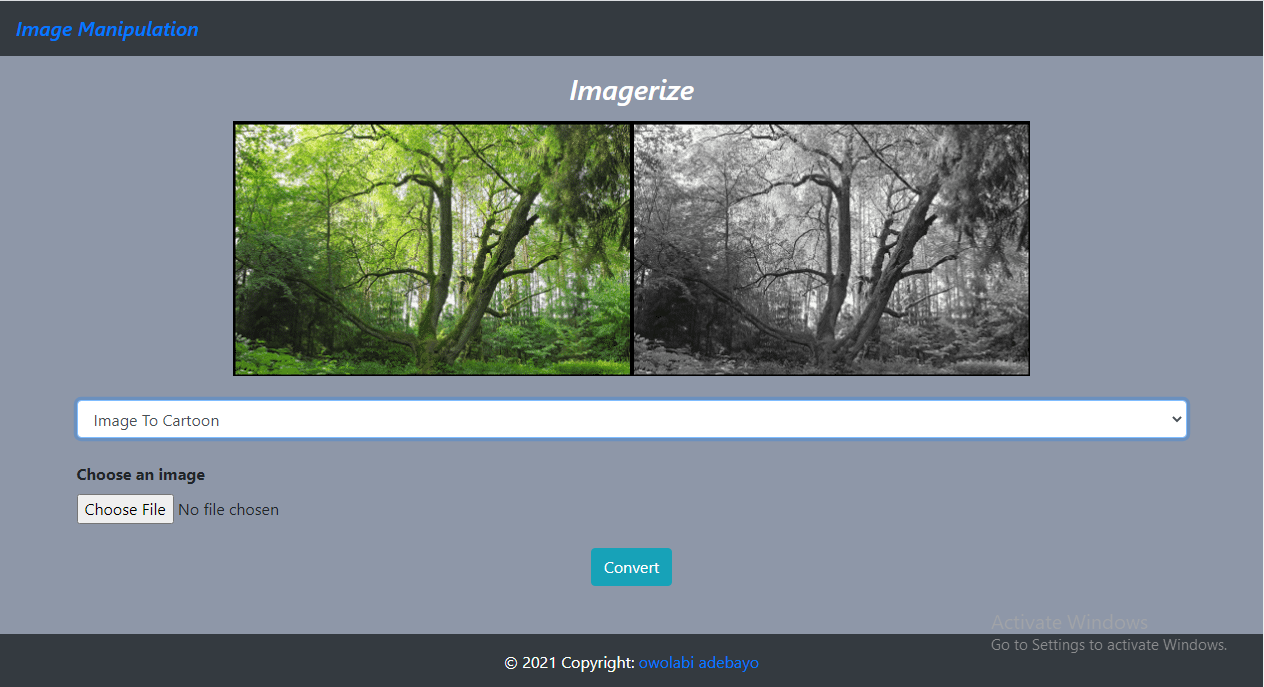 Image Manipulation
Imagerize
Image To Cartoon
Choose an image
Choose File No file chosen
Convert
Activate Windows
Go to Settings to activate Windows.
© 2021 Copyright: owolabi adebayo